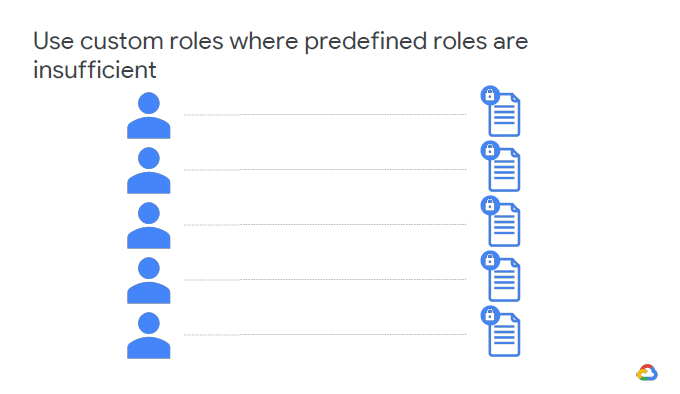 Use custom roles where predefined roles are
insufficient